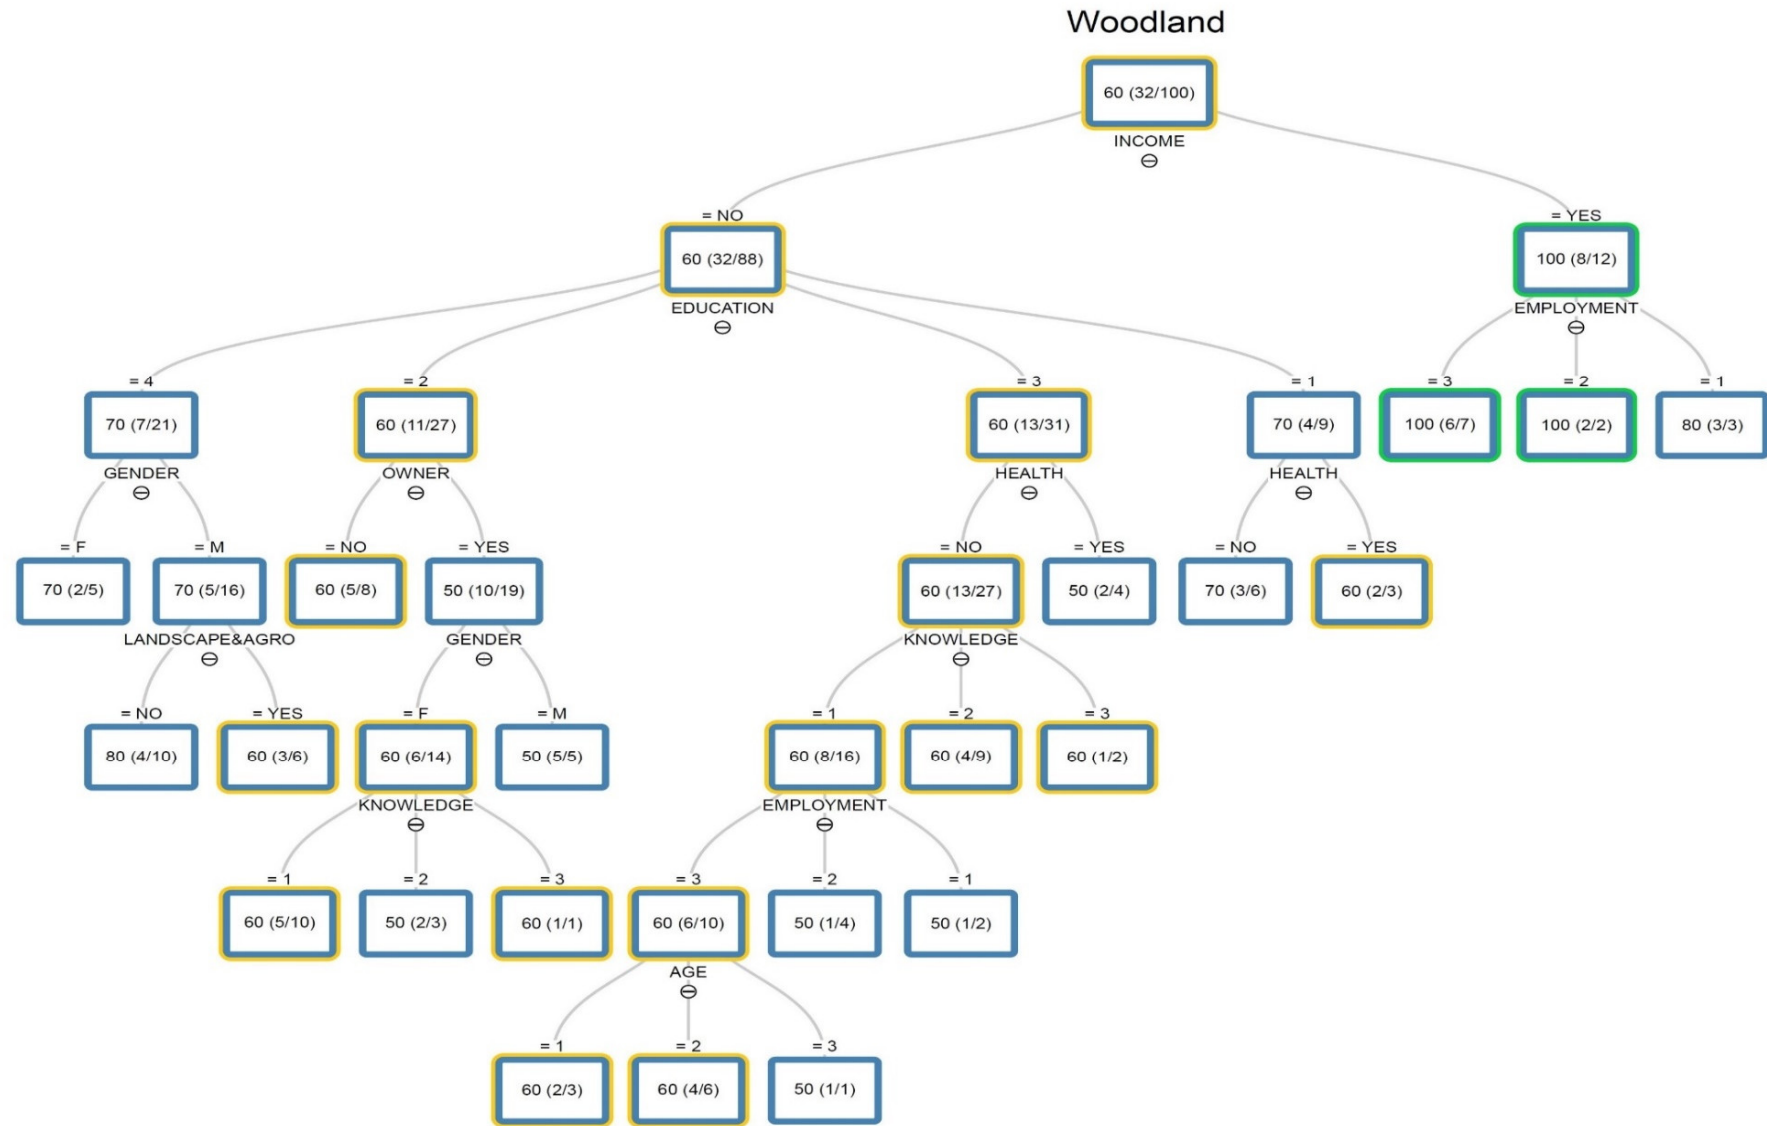 Woodland
60 (32/100)
INCOME
= NO
= YES
60 (32/88)
100 (8/12)
EDUCATION
EMPLOYMENT
= 4
= 2
= 3
= 1
= 3
= 2
= 1
70 (7/21)
60 (11/27)
60 (13/31)
70 (4/9)
100 (6/7)
100 (2/2)
80 (3/3)
GENDER
OWNER
HEALTH
HEALTH
= F
= M
= NO
= YES
= NO
= YES
= NO
= YES
70 (2/5)
70 (5/16)
60 (5/8)
50 (10/19)
60 (13/27)
50 (2/4)
70 (3/6)
60 (2/3)
LANDSCAPE&AGRO
GENDER
KNOWLEDGE
= NO
= YES
= F
= M
= 1
= 2
= 3
80 (4/10)
60 (3/6)
60 (6/14)
50 (5/5)
60 (8/16)
60 (4/9)
60 (1/2)
KNOWLEDGE
EMPLOYMENT
= 1
= 2
= 3
= 3
= 2
= 1
60 (5/10)
50 (2/3)
60 (1/1)
60 (6/10)
50 (1/4)
50 (1/2)
AGE
= 1
= 2
= 3
60 (2/3)
60 (4/6)
50 (1/1)